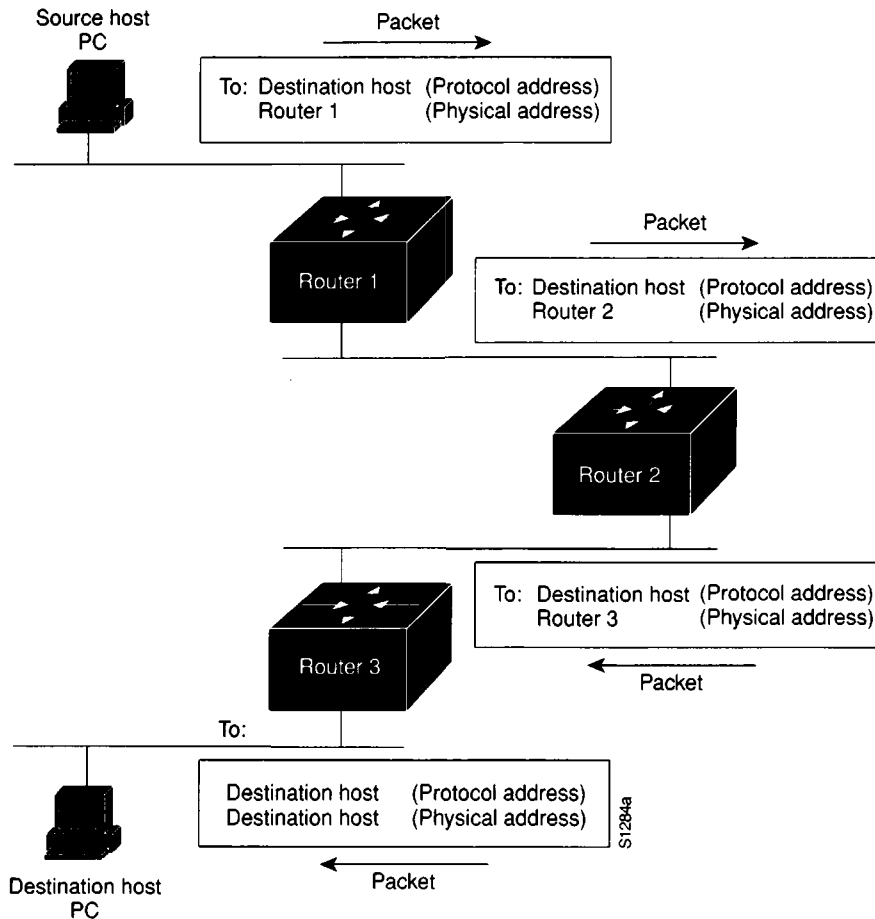 Source host
PC
Packet
To: Destination host (Protocol address)
Router 1 (Physical address)
Router 1
Packet
To: Destination host (Protocol address)
Router 2 (Physical address)
Router 2
To: Destination host (Protocol address)
Router 3 (Physical address)
Packet
Router 3
To:
Destination host (Protocol address)
Destination host (Physical address)
S1284a
Packet
Destination host
PC